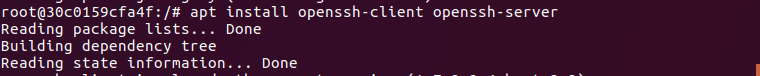 root@30c0159cfa4f:/# apt install openssh-client openssh-server
Reading package lists... Done
Building dependency tree
Reading state information... Done